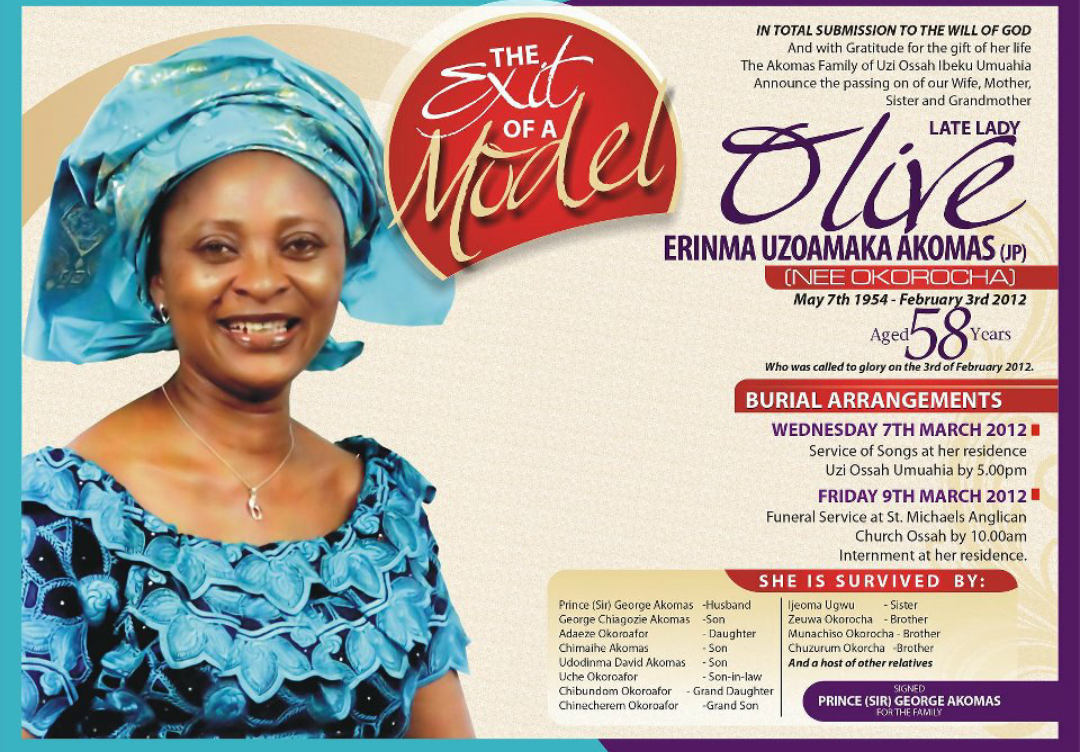 THE
Exit
OF A
Model
IN TOTAL SUBMISSION TO THE WILL OF GOD
And with Gratitude for the gift of her life
The Akomas Family of Uzi Ossah Ibeku Umuahia
Announce the passing on of our Wife, Mother,
Sister and Grandmother
LATE LADY
Olive
ERINMA UZOAMAKA AKOMAS (JP)
(NEE OKOROCHA)
May 7th 1954 - February 3rd 2012
Aged 58 Years
Who was called to glory on the 3rd of February 2012.
BURIAL ARRANGEMENTS
WEDNESDAY 7TH MARCH 2012
Service of Songs at her residence
Uzi Ossah Umuahia by 5.00pm
FRIDAY 9TH MARCH 2012
Funeral Service at St. Michaels Anglican
Church Ossah by 10.00am
Internment at her residence.
SHE IS SURVIVED BY:
Prince (Sir) George Akomas -Husband
George Chiagozie Akomas -Son
Adaeze Okoroafor - Daughter
Chimaihe Akomas - Son
Udodinma David Akomas - Son
Uche Okoroafor - Son-in-law
Chibundom Okoroafor - Grand Daughter
Chinecherem Okoroafor -Grand Son
Ijeoma Ugwu - Sister
Zeuwa Okorocha - Brother
Munachiso Okorocha - Brother
Chuzurum Okorcha -Brother
And a host of other relatives
SIGNED
PRINCE (SIR) GEORGE AKOMAS
FOR THE FAMILY